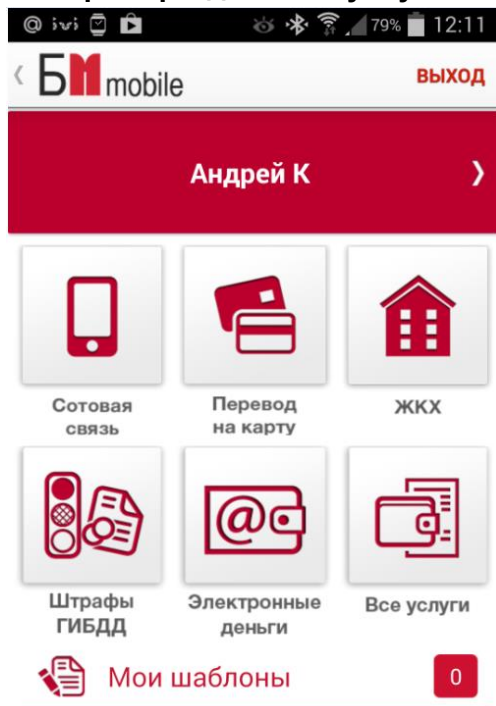 ivi 79% 12:11
БМ mobile ВЫХОД
Андрей К
Сотовая связь
Перевод на карту
ЖКХ
Штрафы ГИБДД
Электронные деньги
Все услуги
Мои шаблоны 0